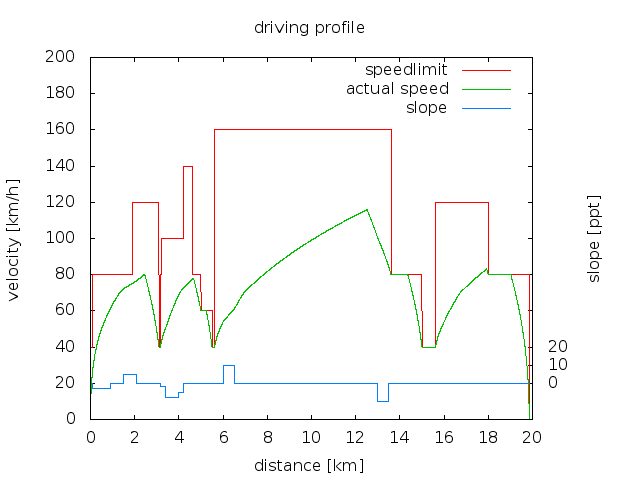 driving profile
speedlimit
actual speed
slope
200
180
160
140
120
100
80
60
40
20
0
velocity [km/h]
20
10
0
slope [ppt]
0 2 4 6 8 10 12 14 16 18 20
distance [km]